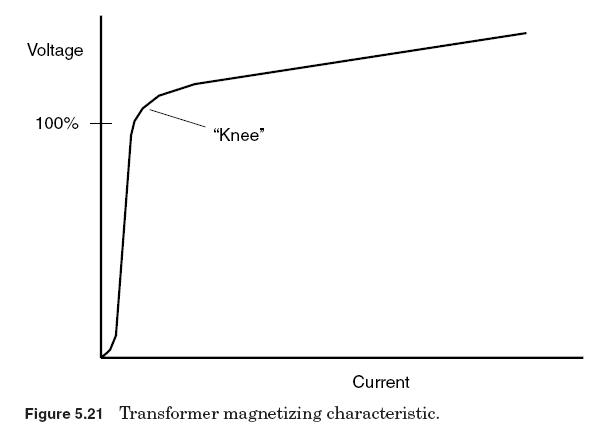 Voltage
100%
“Knee”
Current
Figure 5.21 Transformer magnetizing characteristic.